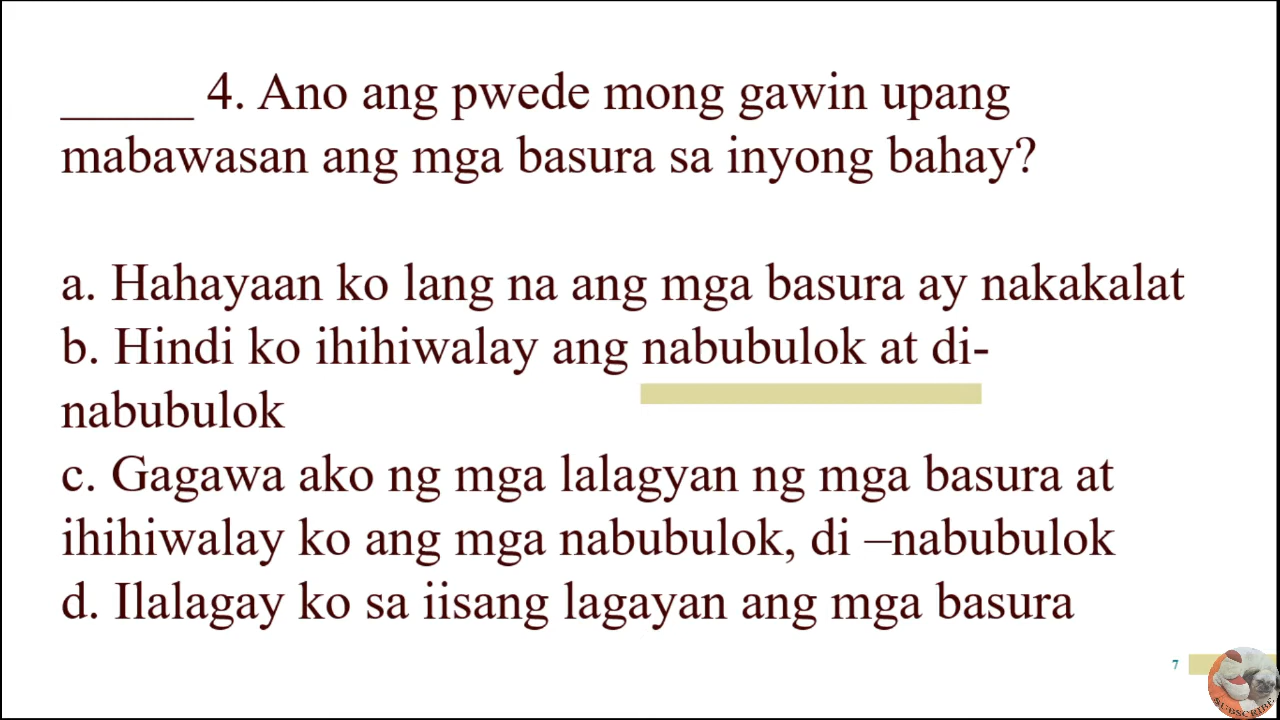 _____ 4. Ano ang pwede mong gawin upang
mabawasan ang mga basura sa inyong bahay?
a. Hahayaan ko lang na ang mga basura ay nakakalat
b. Hindi ko ihihiwalay ang nabubulok at di-
nabubulok
c. Gagawa ako ng mga lalagyan ng mga basura at
ihihiwalay ko ang mga nabubulok, di –nabubulok
d. Ilalagay ko sa iisang lagayan ang mga basura
7
SUBSCRIBE